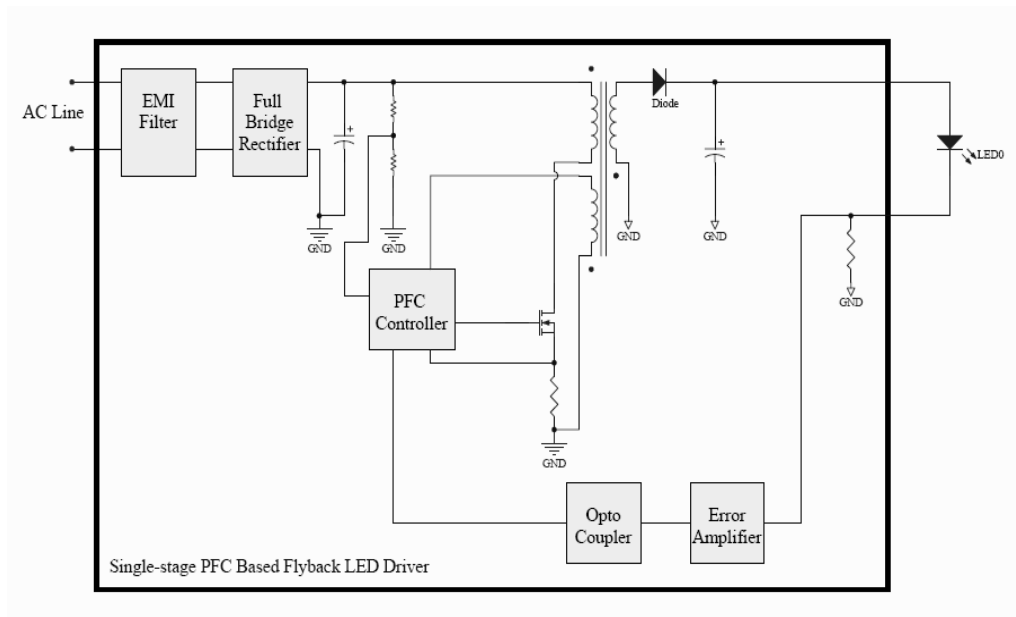 AC Line
EMI
Filter
Full
Bridge
Rectifier
Diode
LED0
GND
GND
GND
GND
GND
PFC
Controller
GND
Opto
Coupler
Error
Amplifier
Single-stage PFC Based Flyback LED Driver